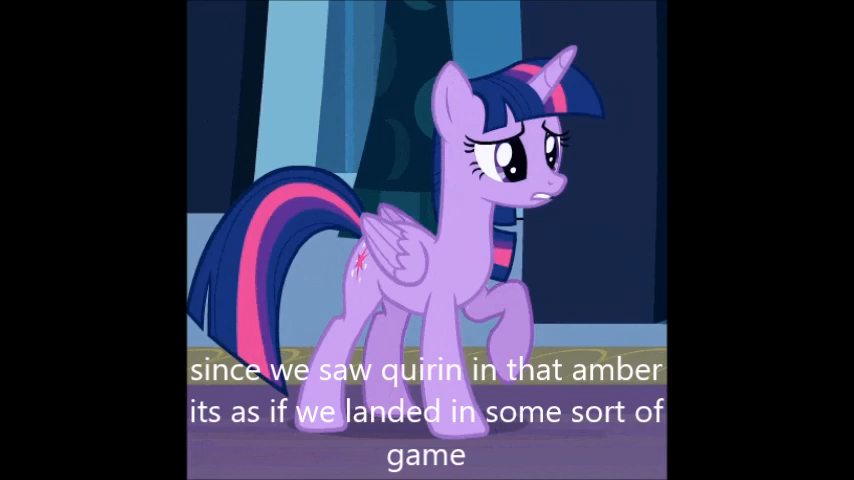 since we saw quirin in that amber
its as if we landed in some sort of
game